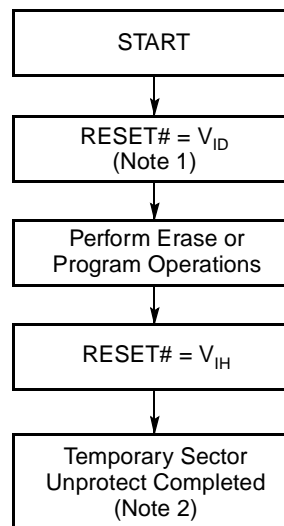 START
RESET# = V_ID
(Note 1)
Perform Erase or
Program Operations
RESET# = V_IH
Temporary Sector
Unprotect Completed
(Note 2)